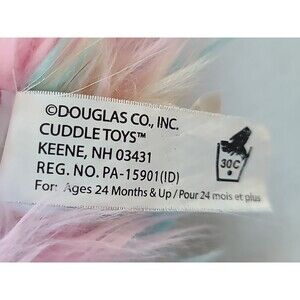 ©DOUGLAS CO., INC.
CUDDLE TOYS™
KEENE, NH 03431
REG. NO. PA-15901(ID)
For: Ages 24 Months & Up / Pour 24 mois et plus
30C